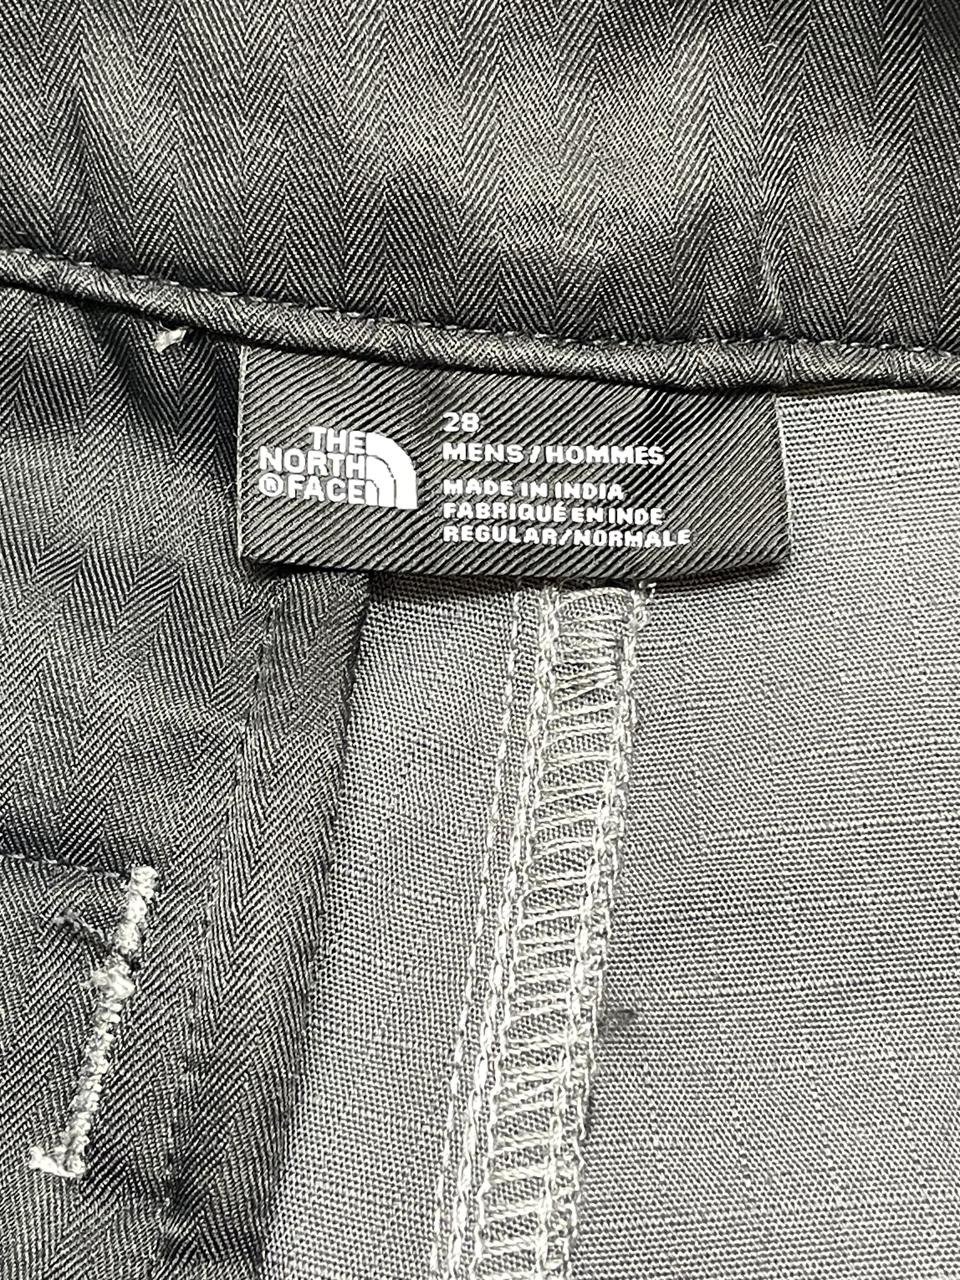 THE
NORTH
®FACE
28
MENS/HOMMES
MADE IN INDIA
FABRIQUÉ EN INDE
REGULAR/NORMALE